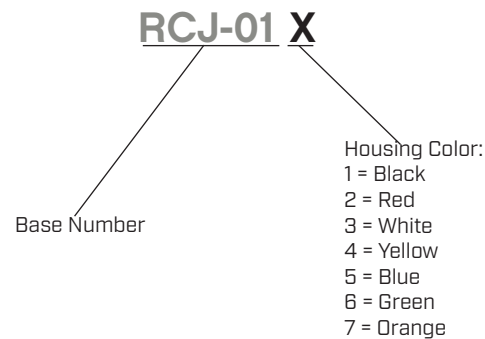 RCJ-01 X
Housing Color:
1 = Black
2 = Red
3 = White
4 = Yellow
5 = Blue
6 = Green
7 = Orange
Base Number